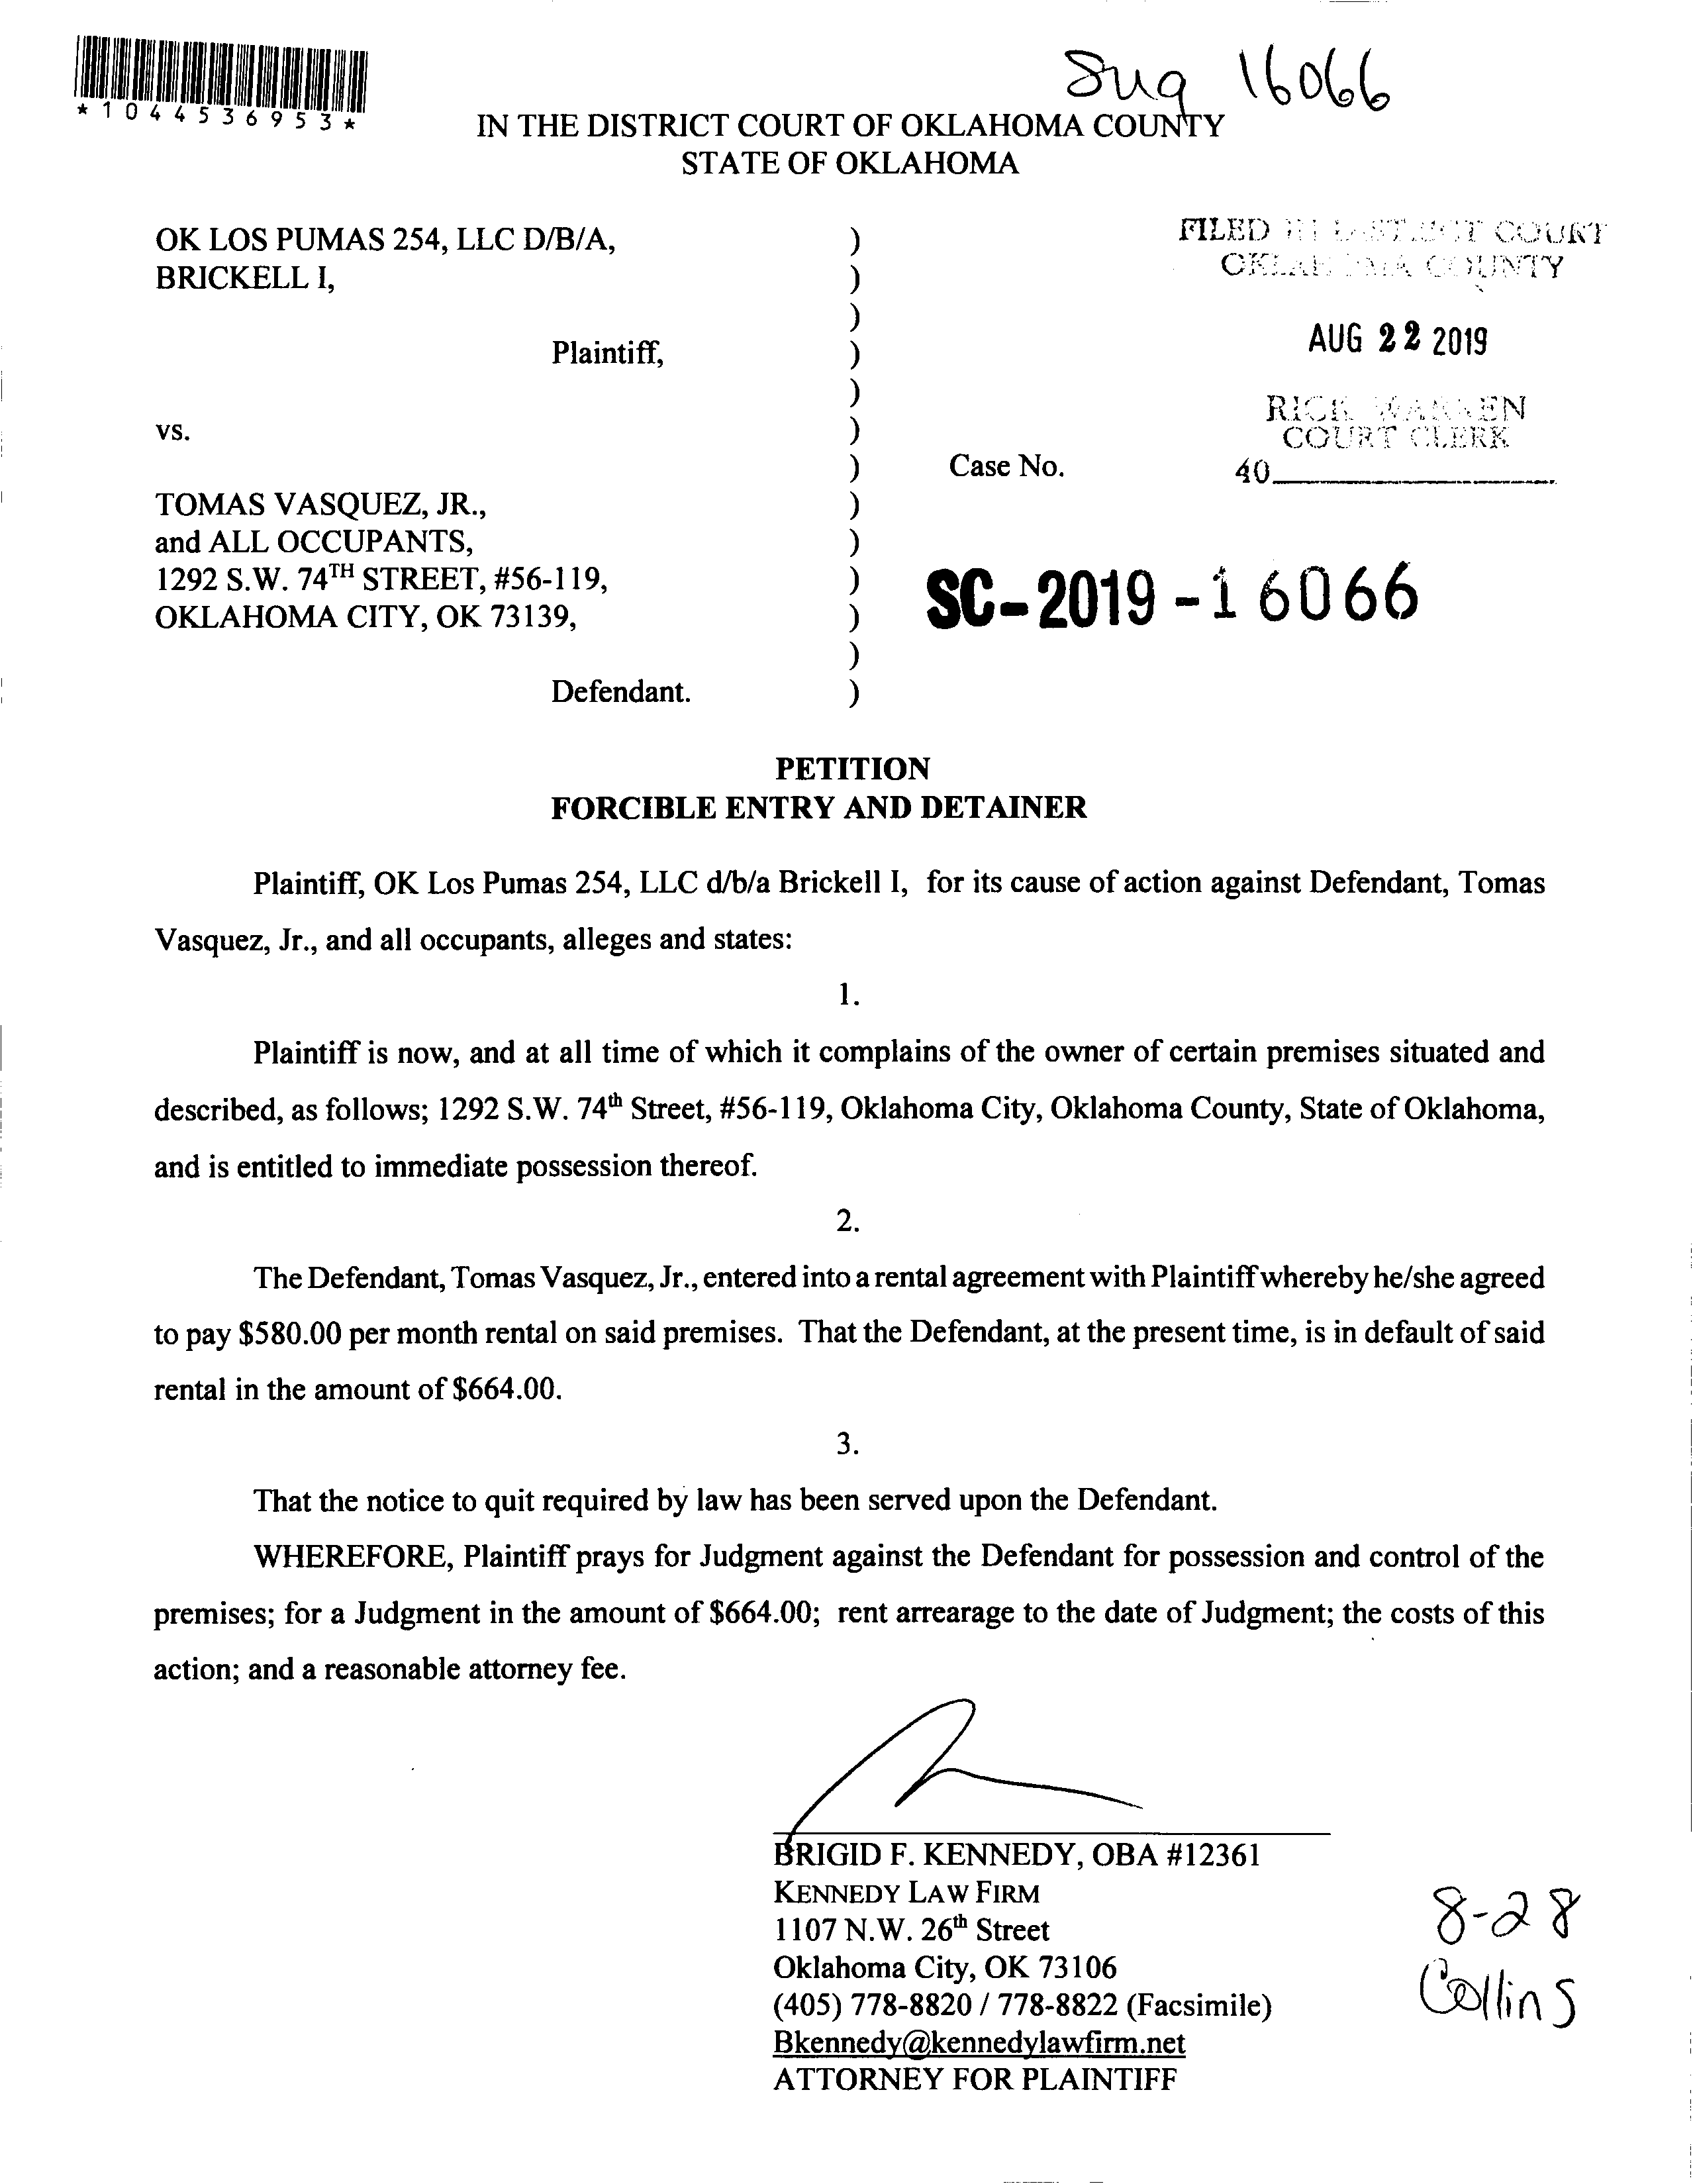 Sug 16066
*1044536953*
IN THE DISTRICT COURT OF OKLAHOMA COUNTY
STATE OF OKLAHOMA
OK LOS PUMAS 254, LLC D/B/A, )
BRICKELL I, )
)
Plaintiff, )
)
vs. )
)
TOMAS VASQUEZ, JR., )
and ALL OCCUPANTS, )
1292 S.W. 74TH STREET, #56-119, )
OKLAHOMA CITY, OK 73139, )
)
Defendant. )
FILED IN DISTRICT COURT
OKLAHOMA COUNTY
AUG 22 2019
RICK WARREN
COURT CLERK
40
Case No.
SC-2019-16066
PETITION
FORCIBLE ENTRY AND DETAINER
Plaintiff, OK Los Pumas 254, LLC d/b/a Brickell I, for its cause of action against Defendant, Tomas
Vasquez, Jr., and all occupants, alleges and states:
1.
Plaintiff is now, and at all time of which it complains of the owner of certain premises situated and
described, as follows; 1292 S.W. 74th Street, #56-119, Oklahoma City, Oklahoma County, State of Oklahoma,
and is entitled to immediate possession thereof.
2.
The Defendant, Tomas Vasquez, Jr., entered into a rental agreement with Plaintiff whereby he/she agreed
to pay $580.00 per month rental on said premises. That the Defendant, at the present time, is in default of said
rental in the amount of $664.00.
3.
That the notice to quit required by law has been served upon the Defendant.
WHEREFORE, Plaintiff prays for Judgment against the Defendant for possession and control of the
premises; for a Judgment in the amount of $664.00; rent arrearage to the date of Judgment; the costs of this
action; and a reasonable attorney fee.
BRIGID F. KENNEDY, OBA #12361
KENNEDY LAW FIRM
1107 N.W. 26th Street
Oklahoma City, OK 73106
(405) 778-8820 / 778-8822 (Facsimile)
Bkennedy@kennedylawfirm.net
ATTORNEY FOR PLAINTIFF
8-28
Collins